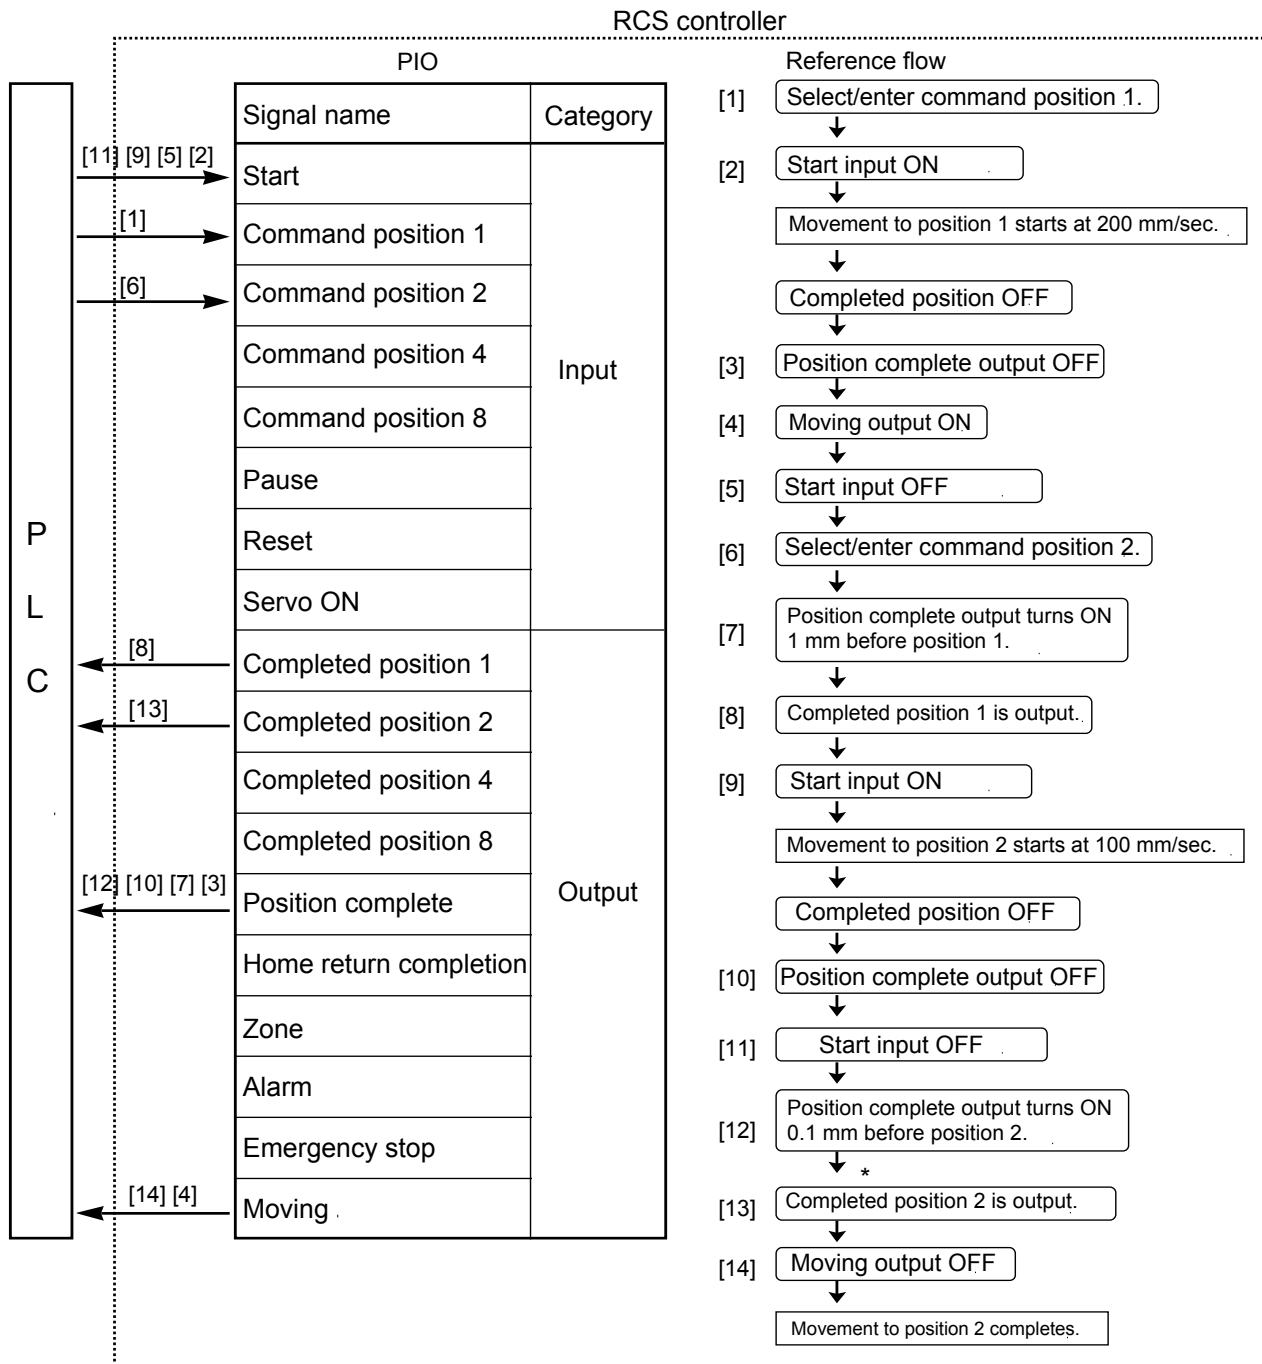 RCS controller
PIO
Signal name
Category
[11] [9] [5] [2]
Start
[1]
Command position 1
[6]
Command position 2
Command position 4
Command position 8
Input
Pause
Reset
Servo ON
P
L
C
[8]
Completed position 1
[13]
Completed position 2
Completed position 4
Completed position 8
[12] [10] [7] [3]
Position complete
Output
Home return completion
Zone
Alarm
Emergency stop
[14] [4]
Moving
Reference flow
[1]
Select/enter command position 1.
[2]
Start input ON
Movement to position 1 starts at 200 mm/sec.
Completed position OFF
[3]
Position complete output OFF
[4]
Moving output ON
[5]
Start input OFF
[6]
Select/enter command position 2.
[7]
Position complete output turns ON
1 mm before position 1.
[8]
Completed position 1 is output.
[9]
Start input ON
Movement to position 2 starts at 100 mm/sec.
Completed position OFF
[10]
Position complete output OFF
[11]
Start input OFF
[12]
Position complete output turns ON
0.1 mm before position 2.
*
[13]
Completed position 2 is output.
[14]
Moving output OFF
Movement to position 2 completes.